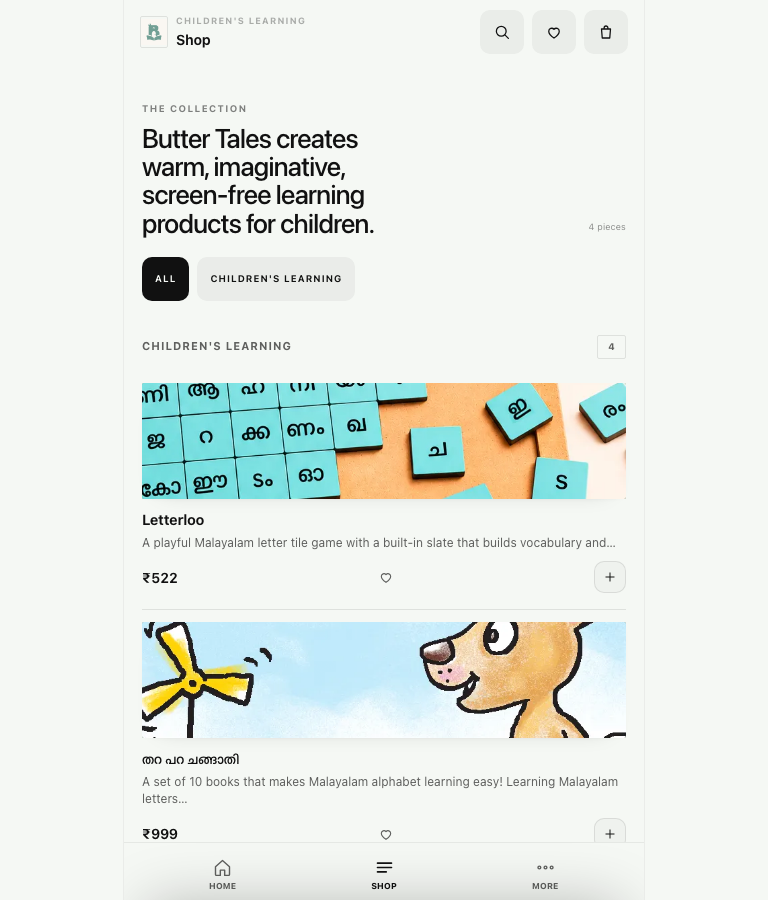 CHILDREN'S LEARNING
Shop
THE COLLECTION
Butter Tales creates
warm, imaginative,
screen-free learning
products for children.
4 pieces
ALL
CHILDREN'S LEARNING
CHILDREN'S LEARNING
4
ണി ആ ഹ നി
ജ റ ക്ക ണം ഖ
കോ ഈ ടം ഓ
ച
ഇ
രം
S
Letterloo
A playful Malayalam letter tile game with a built-in slate that builds vocabulary and...
₹522
തറ പറ ചങ്ങാതി
A set of 10 books that makes Malayalam alphabet learning easy! Learning Malayalam
letters...
₹999
HOME
SHOP
MORE